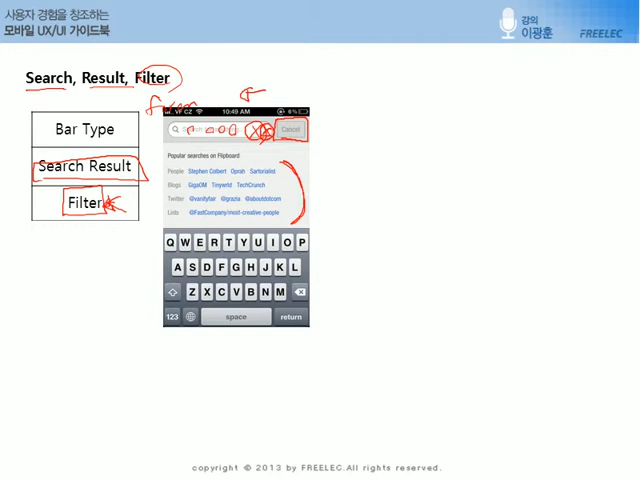 사용자 경험을 창조하는
모바일 UX/UI 가이드북
강의
이광훈
FREELEC
Search, Result, Filter
Bar Type
Search Result
Filter
VF CZ 10:49 AM 6%
Cancel
Popular searches on Flipboard
People Stephen Colbert Oprah Sartorialist
Blogs GigaOM Tinywrld TechCrunch
Twitter @vanityfair @grazia @aboutdotcom
Lists @FastCompany/most-creative-people
Q W E R T Y U I O P
A S D F G H J K L
Z X C V B N M
123 space return
copyright © 2013 by FREELEC.All rights reserved.